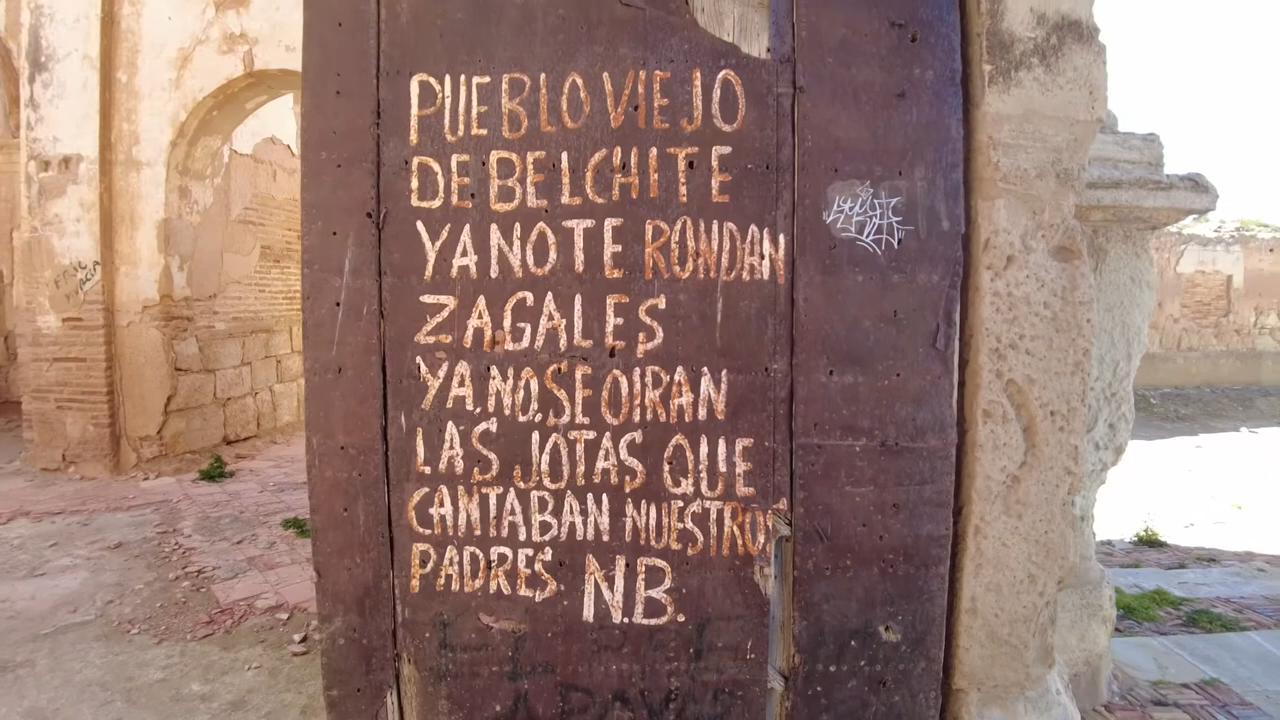 PUEBLO VIEJO
DE BELCHITE
YA NO TE RONDAN
ZAGALES
YA.NO.SE OIRAN
LAS JOTAS QUE
CANTABAN NUESTROS
PADRES. N.B.